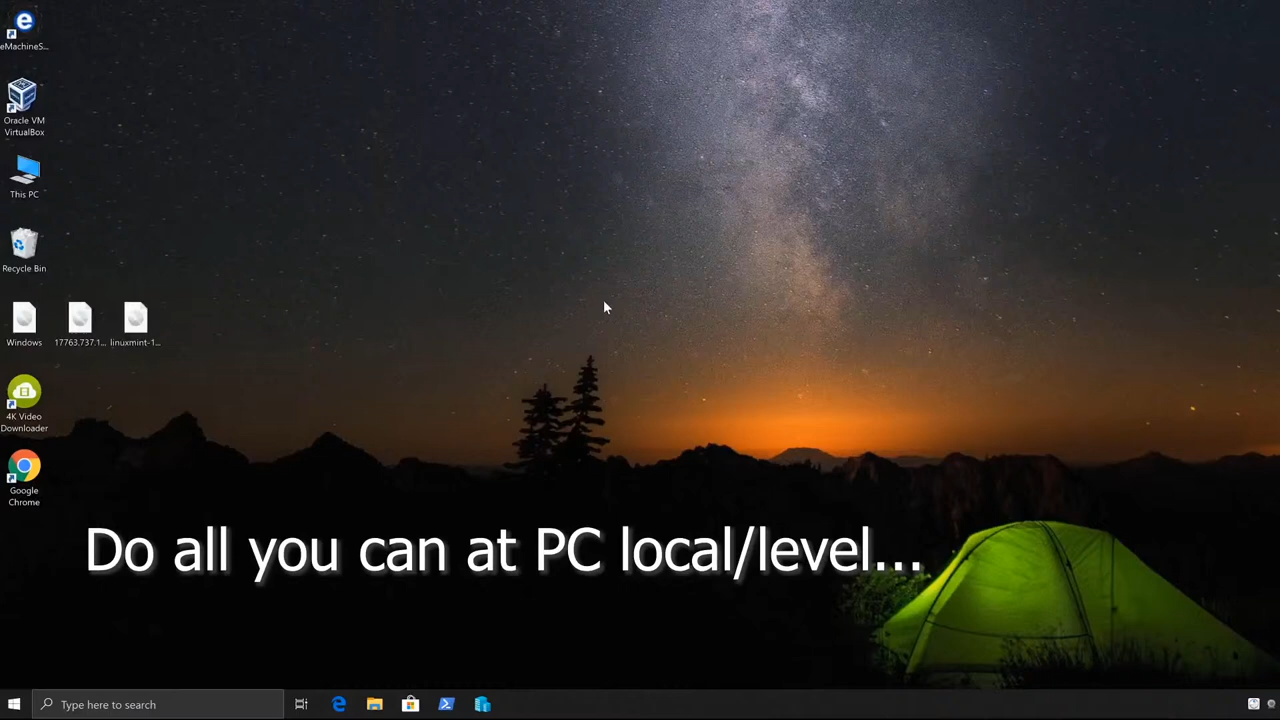 eMachineS...
Oracle VM
VirtualBox
This PC
Recycle Bin
Windows
17763.737.1...
linuxmint-1...
4K Video
Downloader
Google
Chrome
Do all you can at PC local/level...
Type here to search